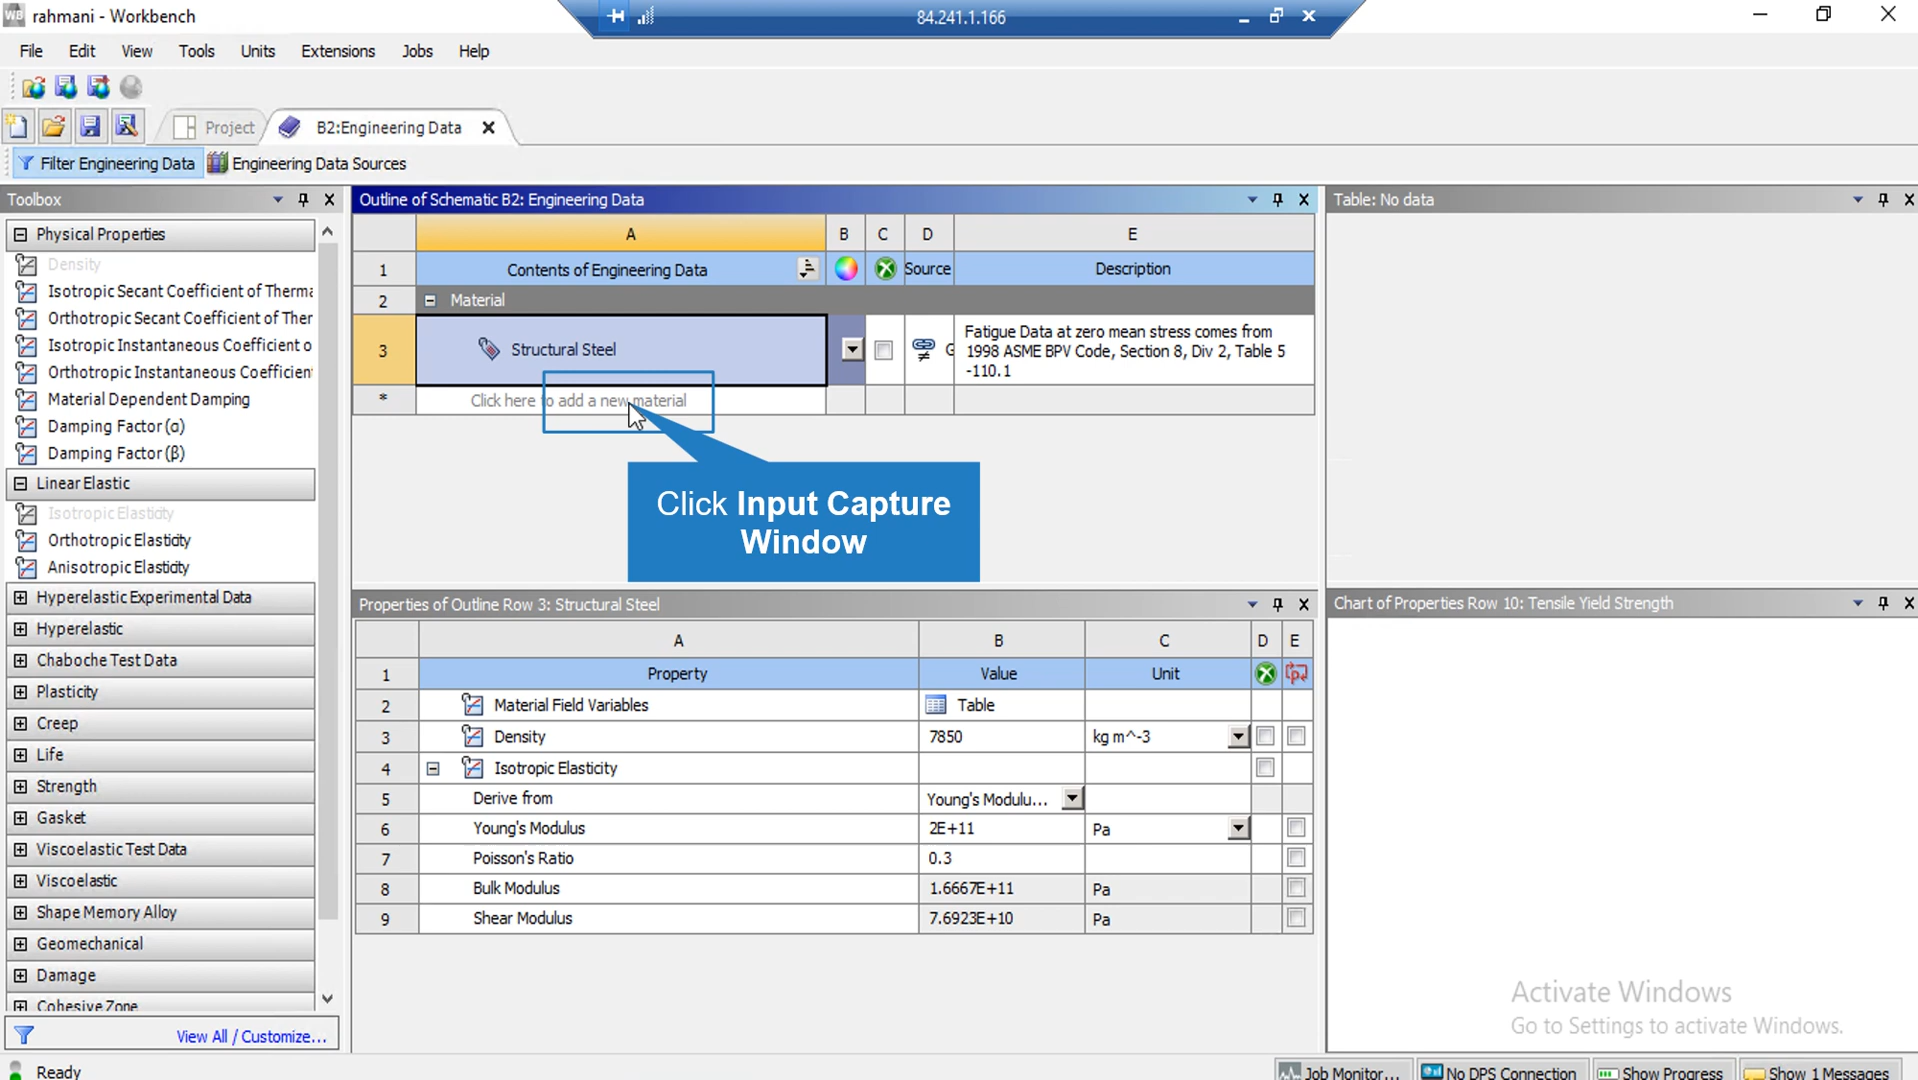 rahmani - Workbench
84.241.1.166
File Edit View Tools Units Extensions Jobs Help
Project B2:Engineering Data
Filter Engineering Data Engineering Data Sources
Toolbox
Physical Properties
Density
Isotropic Secant Coefficient of Therma
Orthotropic Secant Coefficient of Ther
Isotropic Instantaneous Coefficient o
Orthotropic Instantaneous Coefficien
Material Dependent Damping
Damping Factor (α)
Damping Factor (β)
Linear Elastic
Isotropic Elasticity
Orthotropic Elasticity
Anisotropic Elasticity
Hyperelastic Experimental Data
Hyperelastic
Chaboche Test Data
Plasticity
Creep
Life
Strength
Gasket
Viscoelastic Test Data
Viscoelastic
Shape Memory Alloy
Geomechanical
Damage
Cohesive Zone
View All / Customize...
Outline of Schematic B2: Engineering Data
A B C D E
1 Contents of Engineering Data Source Description
2 Material
3 Structural Steel G Fatigue Data at zero mean stress comes from
1998 ASME BPV Code, Section 8, Div 2, Table 5
-110.1
* Click here to add a new material
Click Input Capture
Window
Properties of Outline Row 3: Structural Steel
A B C D E
1 Property Value Unit
2 Material Field Variables Table
3 Density 7850 kg m^-3
4 Isotropic Elasticity
5 Derive from Young's Modulu...
6 Young's Modulus 2E+11 Pa
7 Poisson's Ratio 0.3
8 Bulk Modulus 1.6667E+11 Pa
9 Shear Modulus 7.6923E+10 Pa
Table: No data
Chart of Properties Row 10: Tensile Yield Strength
Activate Windows
Go to Settings to activate Windows.
Ready
Job Monitor... No DPS Connection Show Progress Show 1 Messages